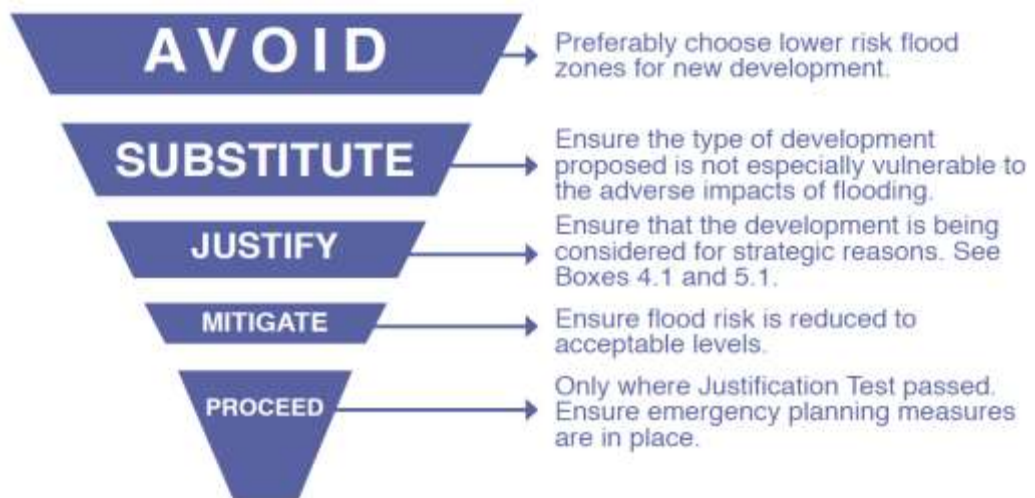 AVOID
Preferably choose lower risk flood
zones for new development.
SUBSTITUTE
Ensure the type of development
proposed is not especially vulnerable to
the adverse impacts of flooding.
JUSTIFY
Ensure that the development is being
considered for strategic reasons. See
Boxes 4.1 and 5.1.
MITIGATE
Ensure flood risk is reduced to
acceptable levels.
PROCEED
Only where Justification Test passed.
Ensure emergency planning measures
are in place.